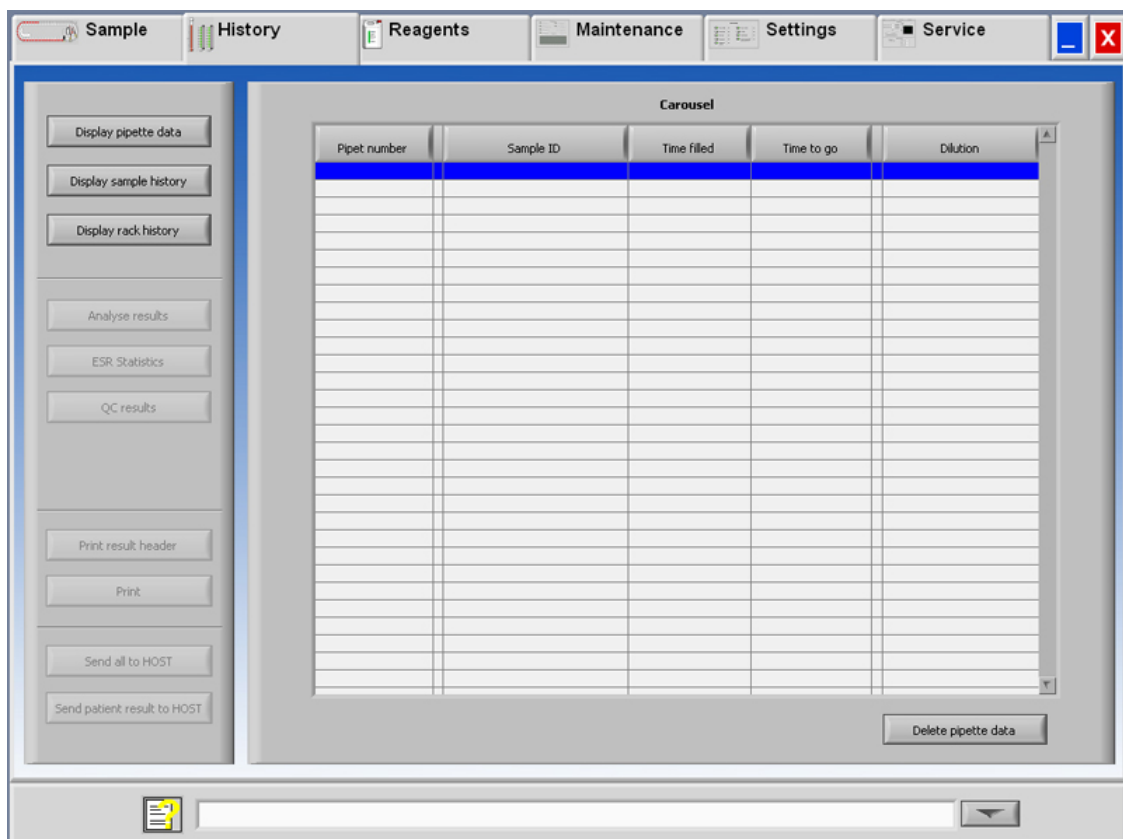 Sample
History
Reagents
Maintenance
Settings
Service
_
X
Display pipette data
Display sample history
Display rack history
Analyse results
ESR Statistics
QC results
Print result header
Print
Send all to HOST
Send patient result to HOST
Carousel
Pipet number Sample ID Time filled Time to go Dilution
Delete pipette data
?